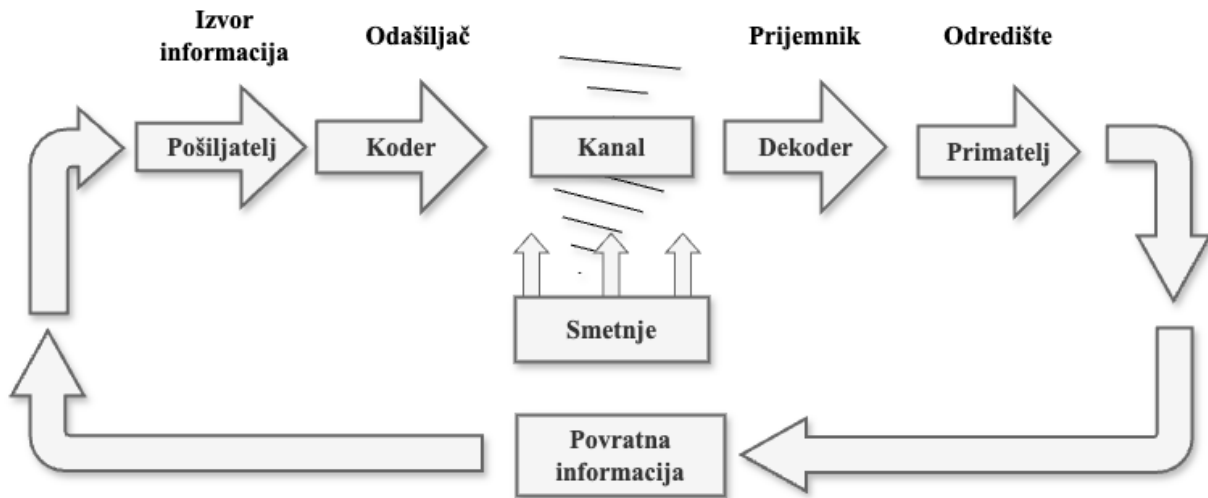 Izvor
informacija
Odašiljač
Prijemnik
Odredište
Pošiljatelj
Koder
Kanal
Dekoder
Primatelj
Smetnje
Povratna
informacija